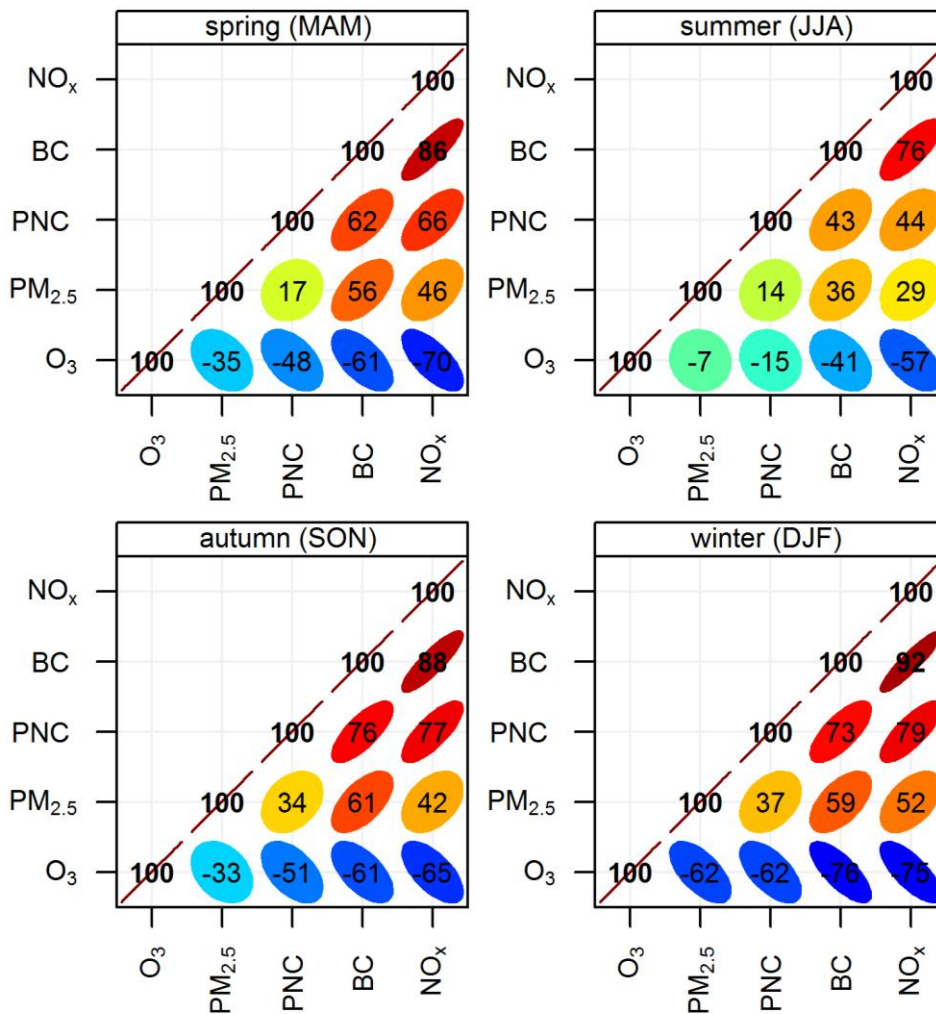 spring (MAM)
NOₓ 100
BC 100 86
PNC 100 62 66
PM₂.₅ 100 17 56 46
O₃ 100 -35 -48 -61 -70
O₃ PM₂.₅ PNC BC NOₓ
summer (JJA)
NOₓ 100
BC 100 76
PNC 100 43 44
PM₂.₅ 100 14 36 29
O₃ 100 -7 -15 -41 -57
O₃ PM₂.₅ PNC BC NOₓ
autumn (SON)
NOₓ 100
BC 100 88
PNC 100 76 77
PM₂.₅ 100 34 61 42
O₃ 100 -33 -51 -61 -65
O₃ PM₂.₅ PNC BC NOₓ
winter (DJF)
NOₓ 100
BC 100 92
PNC 100 73 79
PM₂.₅ 100 37 59 52
O₃ 100 -62 -62 -76 -75
O₃ PM₂.₅ PNC BC NOₓ